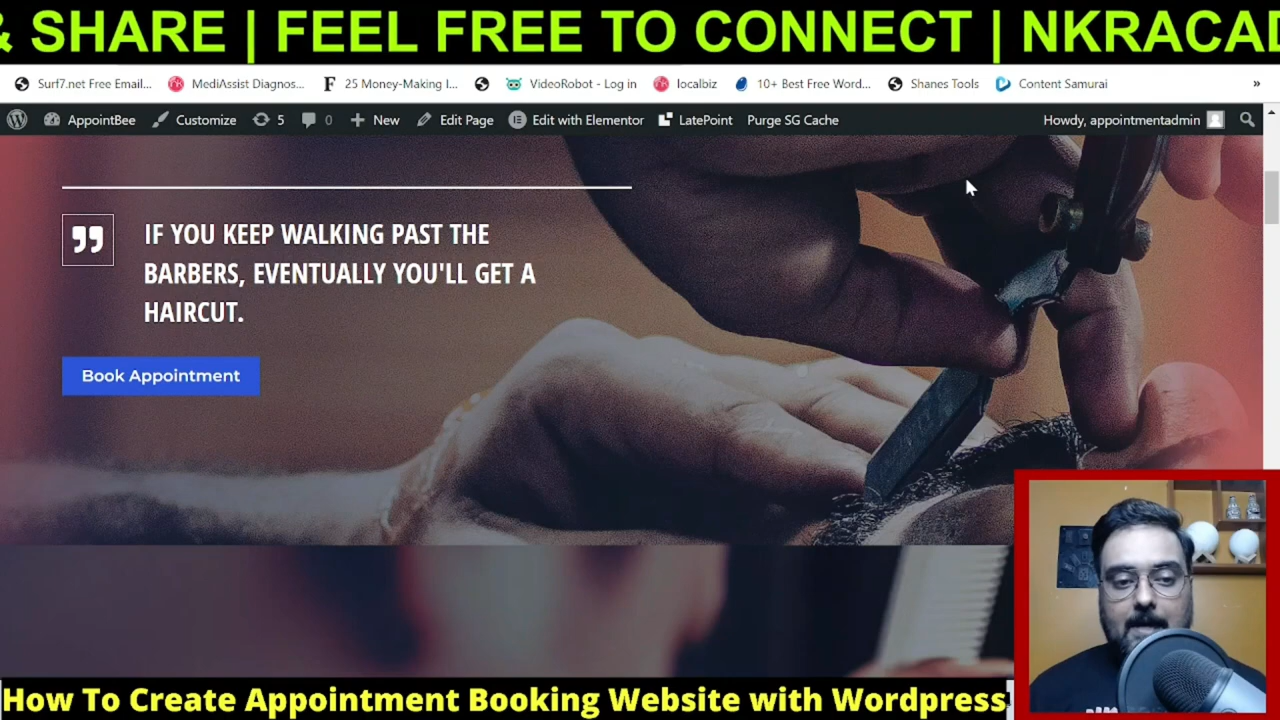 & SHARE | FEEL FREE TO CONNECT | NKRACAD
Surf7.net Free Email... MediAssist Diagnos... 25 Money-Making I... VideoRobot - Log in localbiz 10+ Best Free Word... Shanes Tools Content Samurai »
AppointBee Customize 5 0 New Edit Page Edit with Elementor LatePoint Purge SG Cache Howdy, appointmentadmin
IF YOU KEEP WALKING PAST THE
BARBERS, EVENTUALLY YOU'LL GET A
HAIRCUT.
Book Appointment
How To Create Appointment Booking Website with Wordpress